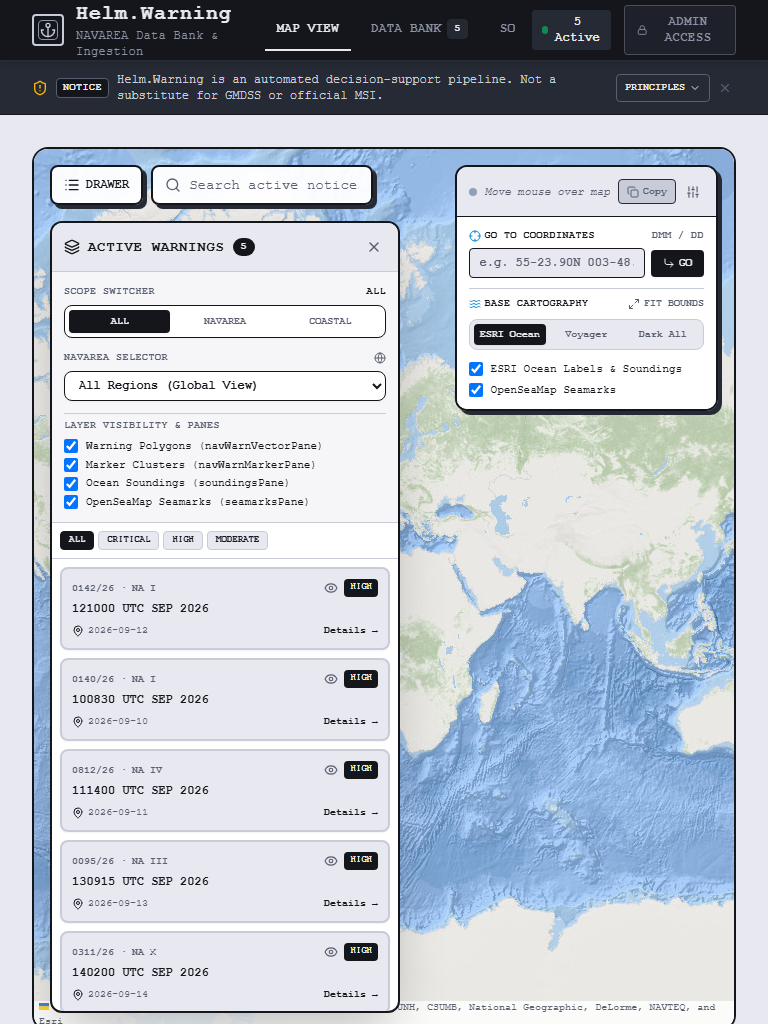 Helm.Warning
NAVAREA Data Bank &
Ingestion
MAP VIEW
DATA BANK 5
SO
5
Active
ADMIN
ACCESS
NOTICE
Helm.Warning is an automated decision-support pipeline. Not a
substitute for GMDSS or official MSI.
PRINCIPLES
DRAWER
Search active notice
Move mouse over map
Copy
GO TO COORDINATES
DMM / DD
e.g. 55-23.90N 003-48.
GO
BASE CARTOGRAPHY
FIT BOUNDS
ESRI Ocean
Voyager
Dark All
ESRI Ocean Labels & Soundings
OpenSeaMap Seamarks
ACTIVE WARNINGS 5
SCOPE SWITCHER
ALL
ALL
NAVAREA
COASTAL
NAVAREA SELECTOR
All Regions (Global View)
LAYER VISIBILITY & PANES
Warning Polygons (navWarnVectorPane)
Marker Clusters (navWarnMarkerPane)
Ocean Soundings (soundingsPane)
OpenSeaMap Seamarks (seamarksPane)
ALL
CRITICAL
HIGH
MODERATE
0142/26 · NA I
HIGH
121000 UTC SEP 2026
2026-09-12
Details →
0140/26 · NA I
HIGH
100830 UTC SEP 2026
2026-09-10
Details →
0812/26 · NA IV
HIGH
111400 UTC SEP 2026
2026-09-11
Details →
0095/26 · NA III
HIGH
130915 UTC SEP 2026
2026-09-13
Details →
0311/26 · NA X
HIGH
140200 UTC SEP 2026
2026-09-14
Details →
UNH, CSUMB, National Geographic, DeLorme, NAVTEQ, and
Esri